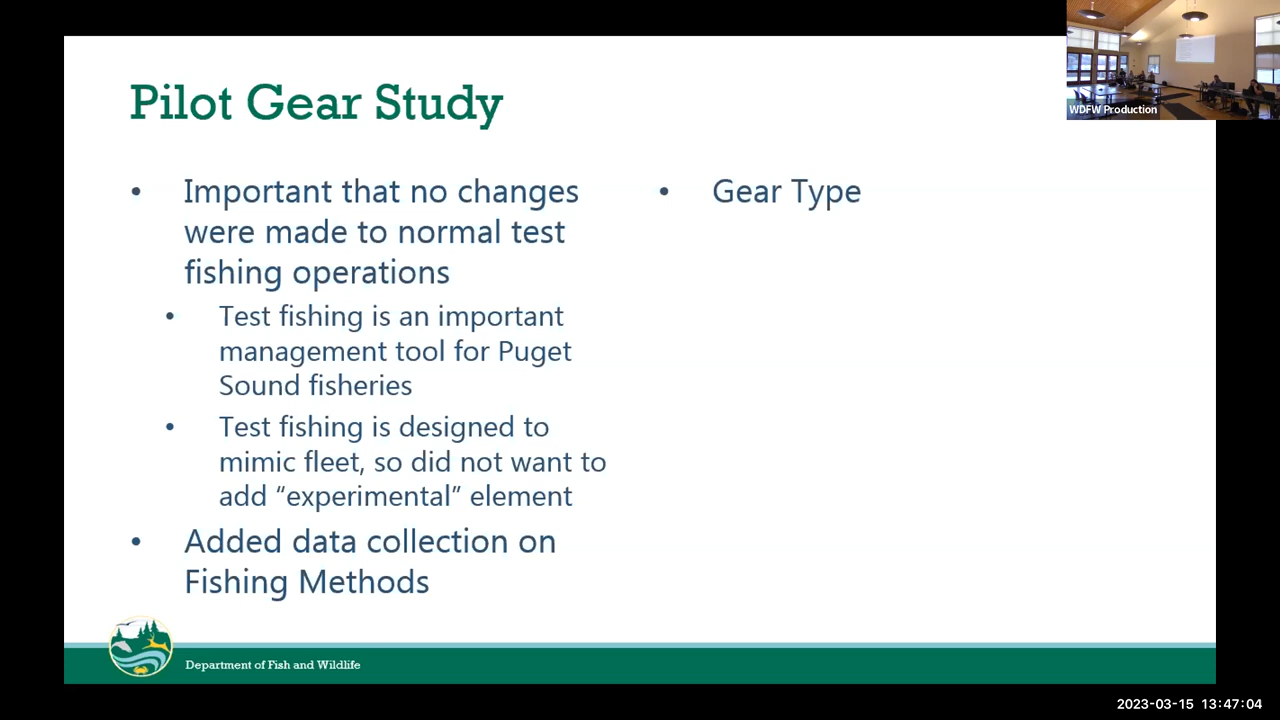 Pilot Gear Study
• Important that no changes
were made to normal test
fishing operations
• Test fishing is an important
management tool for Puget
Sound fisheries
• Test fishing is designed to
mimic fleet, so did not want to
add “experimental” element
• Added data collection on
Fishing Methods
• Gear Type
Department of Fish and Wildlife
WDFW Production
2023-03-15 13:47:04